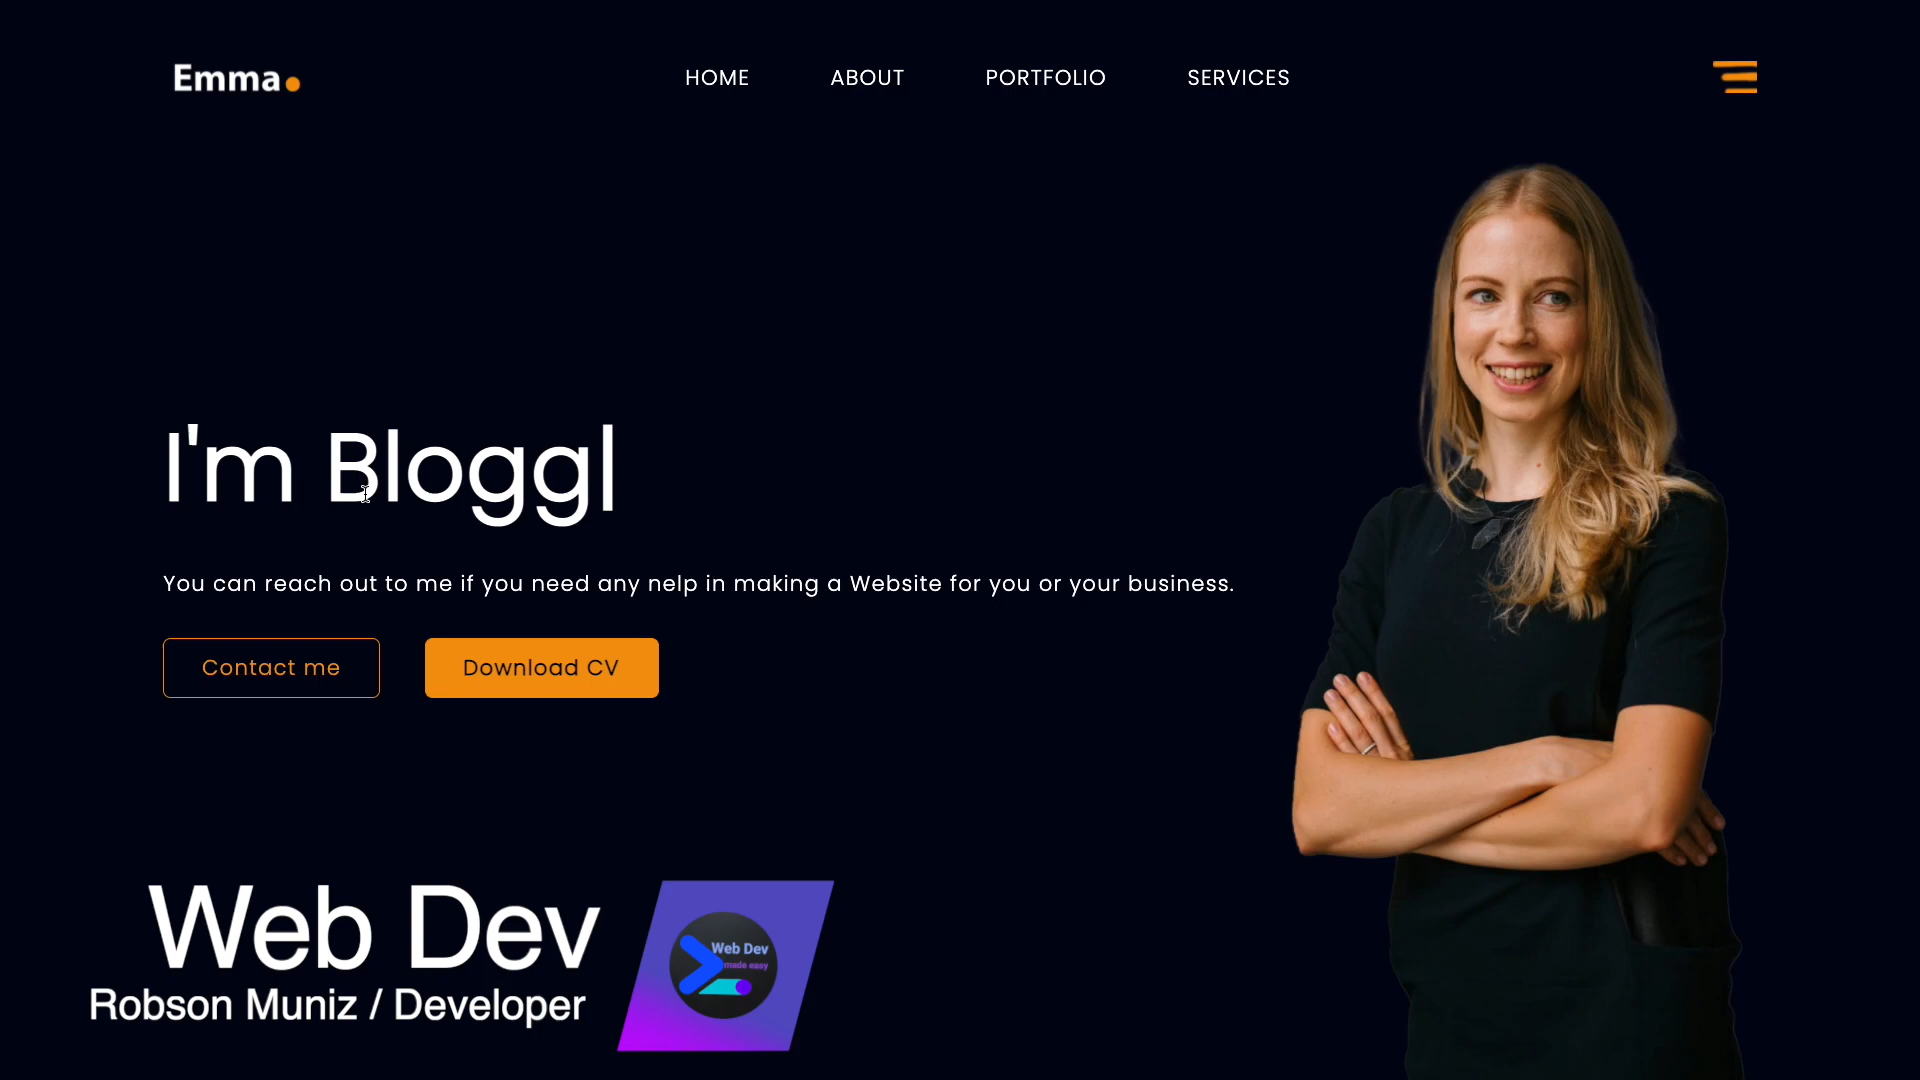 Emma.
HOME ABOUT PORTFOLIO SERVICES
I'm Blogg|
You can reach out to me if you need any nelp in making a Website for you or your business.
Contact me Download CV
Web Dev
Robson Muniz / Developer
Web Dev
made easy